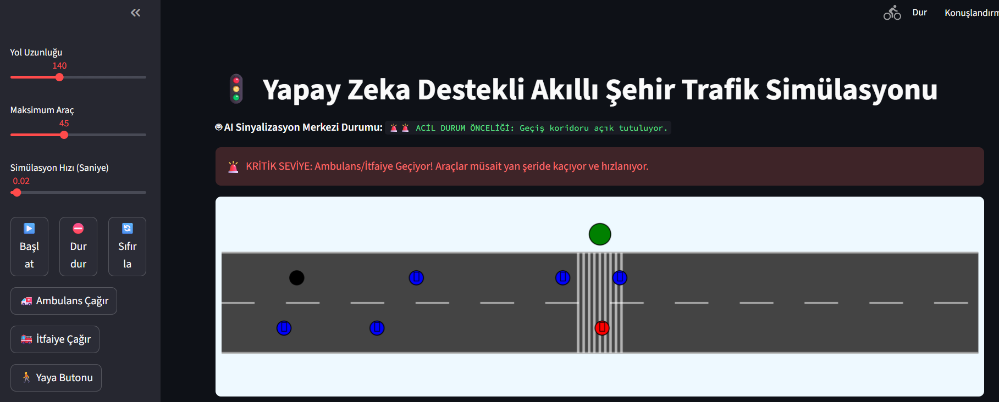 Dur
Konuşlandırm
Yol Uzunluğu
140
Maksimum Araç
45
Simülasyon Hızı (Saniye)
0.02
Başl
at
Dur
dur
Sıfır
la
Ambulans Çağır
İtfaiye Çağır
Yaya Butonu
Yapay Zeka Destekli Akıllı Şehir Trafik Simülasyonu
AI Sinyalizasyon Merkezi Durumu: ACİL DURUM ÖNCELİĞİ: Geçiş koridoru açık tutuluyor.
KRİTİK SEVİYE: Ambulans/İtfaiye Geçiyor! Araçlar müsait yan şeride kaçıyor ve hızlanıyor.